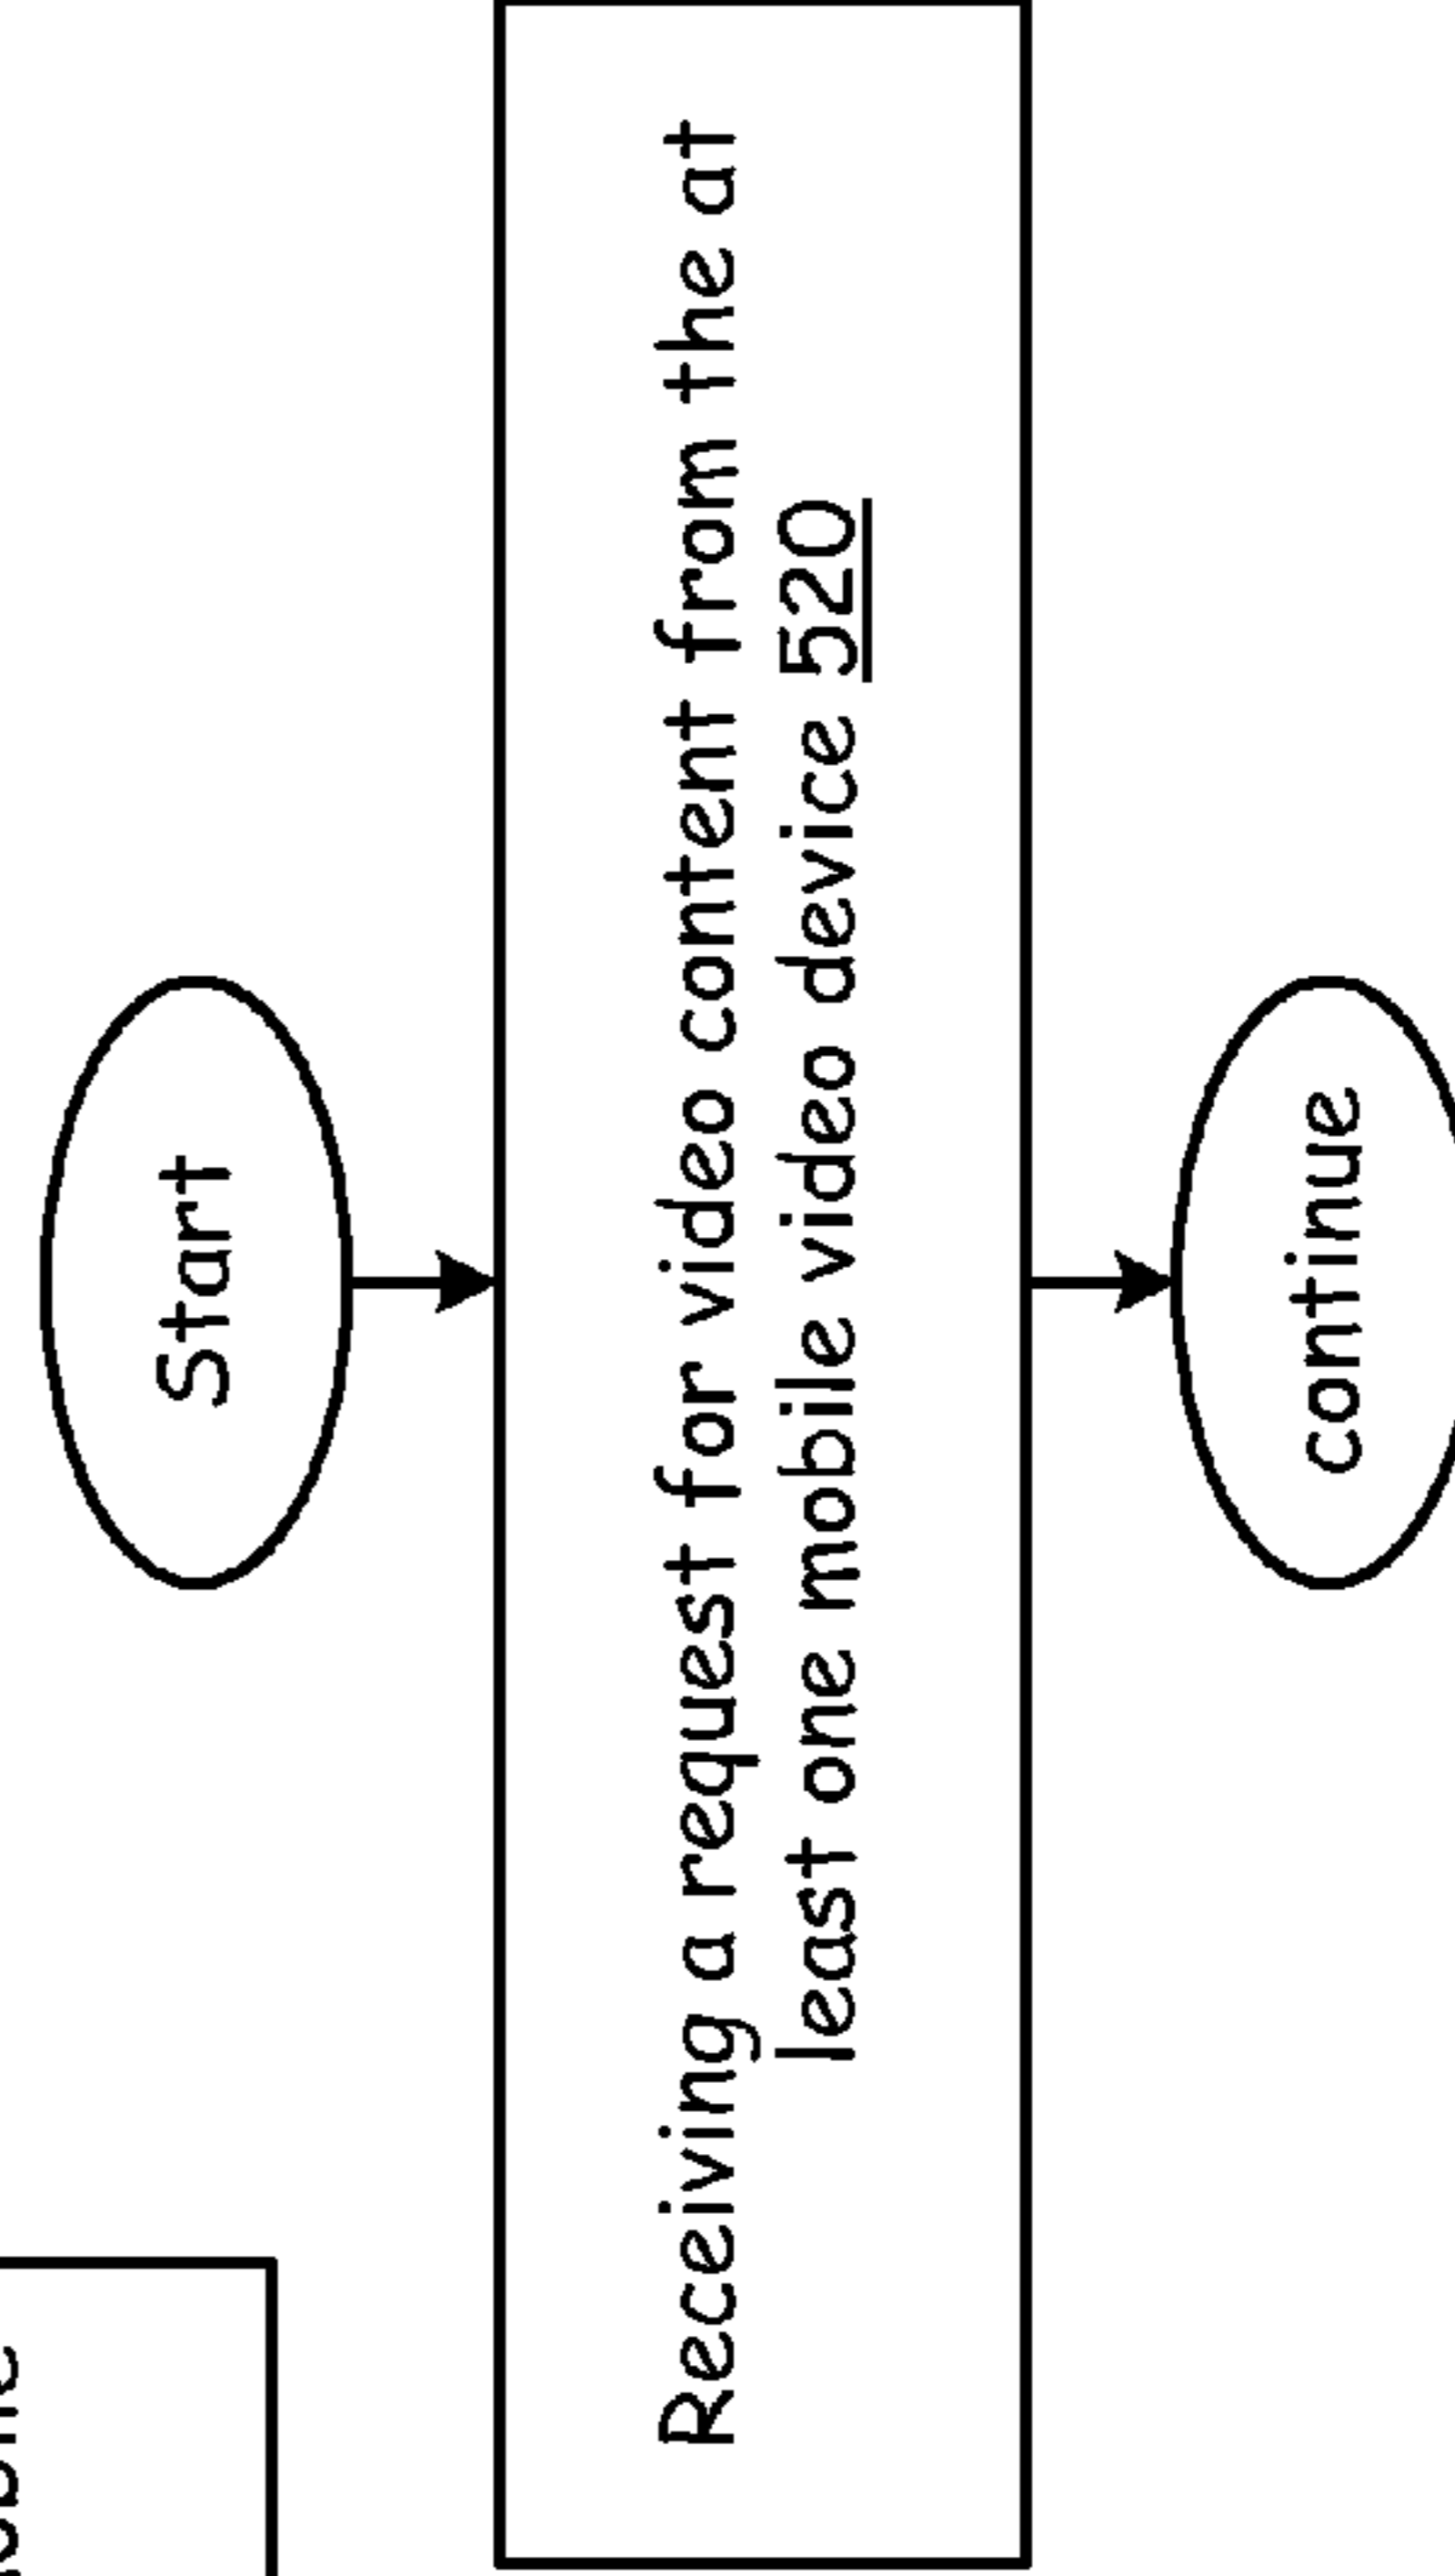 Start
Receiving a request for video content from the at
least one mobile video device 520
continue